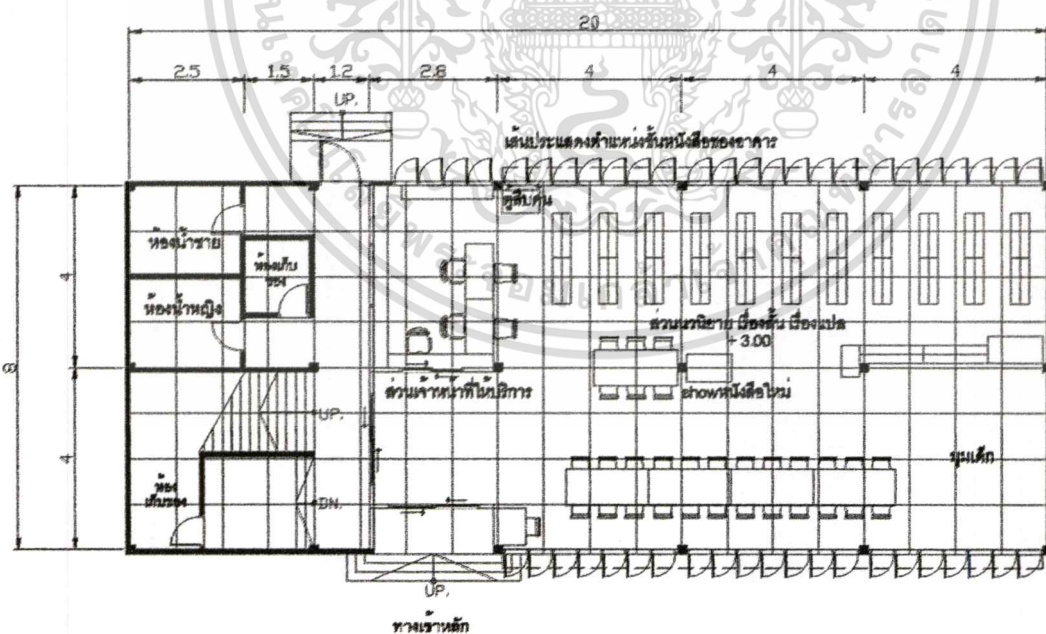 20
2.5 1.5 1.2 2.8 4 4 4
UP.
เส้นประแสดงตำแหน่งชั้นหนังสือของอาคาร
ตู้สืบค้น
ห้องน้ำชาย
ห้องเก็บ
ของ
4
ห้องน้ำหญิง
ส่วนนวนิยาย เรื่องสั้น เรื่องแปล
+ 3.00
8
ส่วนเจ้าหน้าที่ให้บริการ
showหนังสือใหม่
UP.
4
มุมเด็ก
ห้อง
เก็บของ
DN.
UP.
ทางเข้าหลัก